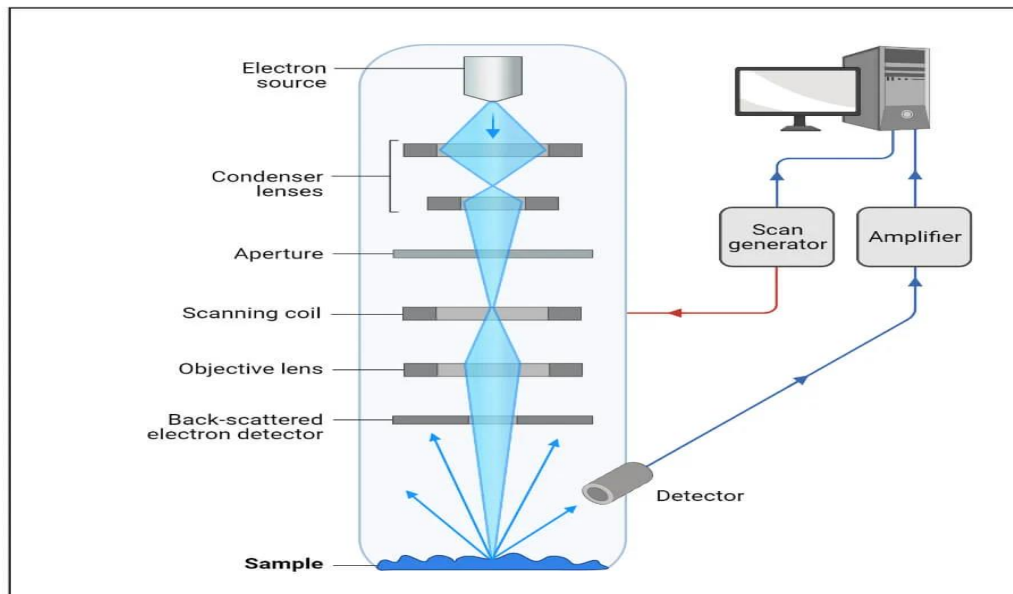 Electron
source
Condenser
lenses
Aperture
Scanning coil
Objective lens
Back-scattered
electron detector
Sample
Scan
generator
Amplifier
Detector